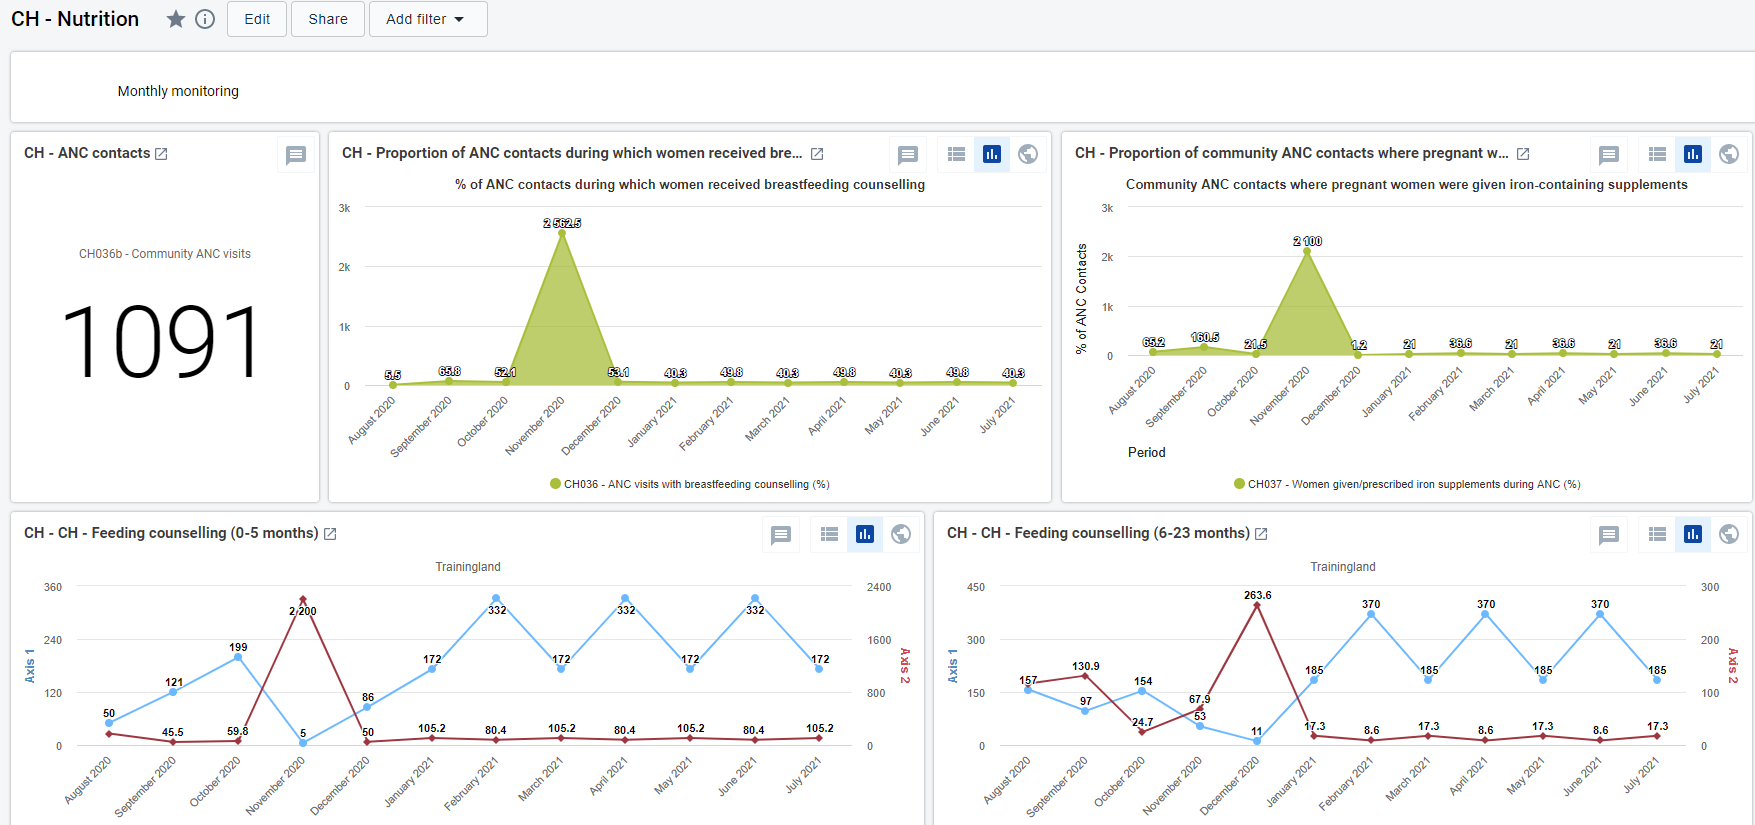 CH - Nutrition
Edit
Share
Add filter
Monthly monitoring
CH - ANC contacts
CH036b - Community ANC visits
1091
CH - Proportion of ANC contacts during which women received bre...
% of ANC contacts during which women received breastfeeding counselling
3k
2k
1k
0
5.5
65.8
52.1
2 562.5
53.1
40.3
49.8
40.3
49.8
40.3
49.8
40.3
August 2020
September 2020
October 2020
November 2020
December 2020
January 2021
February 2021
March 2021
April 2021
May 2021
June 2021
July 2021
CH036 - ANC visits with breastfeeding counselling (%)
CH - Proportion of community ANC contacts where pregnant w...
Community ANC contacts where pregnant women were given iron-containing supplements
% of ANC Contacts
3k
2k
1k
0
65.2
160.5
21.5
2 100
1.2
21
36.6
21
36.6
21
36.6
21
August 2020
September 2020
October 2020
November 2020
December 2020
January 2021
February 2021
March 2021
April 2021
May 2021
June 2021
July 2021
Period
CH037 - Women given/prescribed iron supplements during ANC (%)
CH - CH - Feeding counselling (0-5 months)
Trainingland
Axis 1
360
240
120
0
50
121
199
5
86
172
332
172
332
172
332
172
45.5
59.8
2 200
50
105.2
80.4
105.2
80.4
105.2
80.4
105.2
2400
1600
800
0
Axis 2
August 2020
September 2020
October 2020
November 2020
December 2020
January 2021
February 2021
March 2021
April 2021
May 2021
June 2021
July 2021
CH - CH - Feeding counselling (6-23 months)
Trainingland
Axis 1
450
300
150
0
157
97
154
53
11
185
370
185
370
185
370
185
130.9
24.7
67.9
263.6
17.3
8.6
17.3
8.6
17.3
8.6
17.3
300
200
100
0
Axis 2
August 2020
September 2020
October 2020
November 2020
December 2020
January 2021
February 2021
March 2021
April 2021
May 2021
June 2021
July 2021